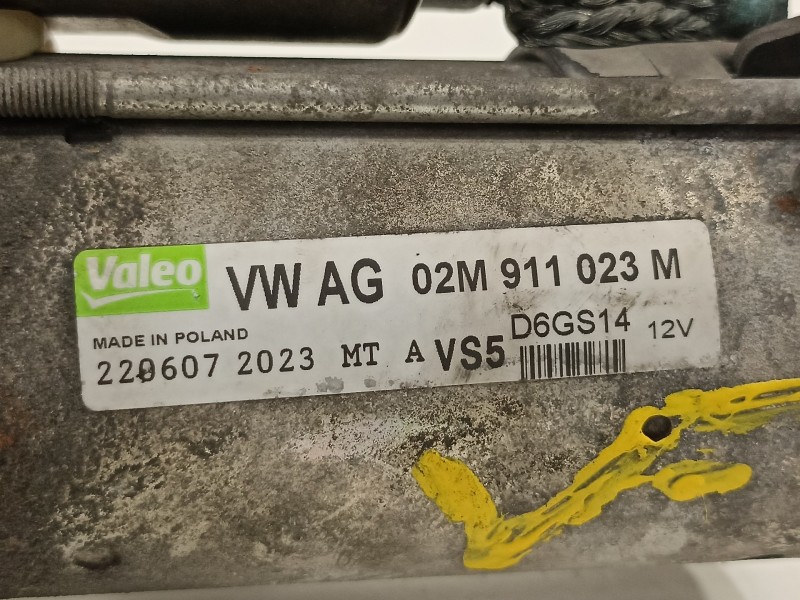 Valeo
VW AG 02M 911 023 M
MADE IN POLAND
220607 2023 MT A VS5 D6GS14 12V